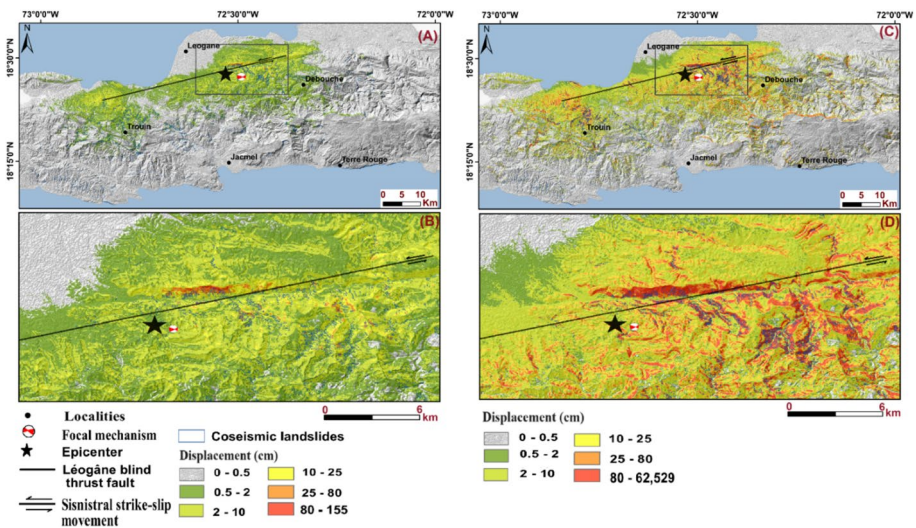 73°0'0"W
72°30'0"W
72°0'0"W
N
(A)
Leogane
18°30'0"N
Debouche
Trouin
18°15'0"N
Jacmel
Terre Rouge
0 5 10
Km
(B)
0 6
Km
73°0'0"W
72°30'0"W
72°0'0"W
N
(C)
Leogane
18°30'0"N
Debouche
Trouin
18°15'0"N
Jacmel
Terre Rouge
0 5 10
Km
(D)
0 6
Km
Localities
Focal mechanism
Epicenter
Léogâne blind
thrust fault
Sisnistral strike-slip
movement
Coseismic landslides
Displacement (cm)
0 - 0.5
0.5 - 2
2 - 10
10 - 25
25 - 80
80 - 155
Displacement (cm)
0 - 0.5
0.5 - 2
2 - 10
10 - 25
25 - 80
80 - 62,529